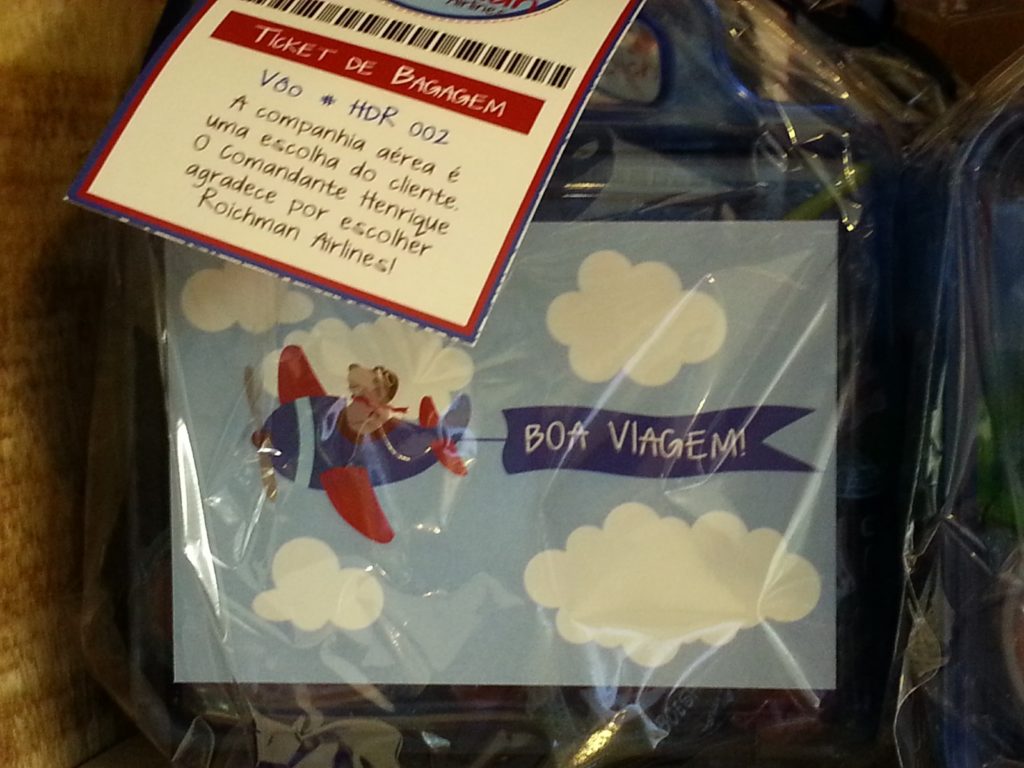 Airlines
TICKET DE BAGAGEM
VÔO # HDR 002
A companhia aérea é
uma escolha do cliente.
O Comandante Henrique
agradece por escolher
Roichman Airlines!
BOA VIAGEM!